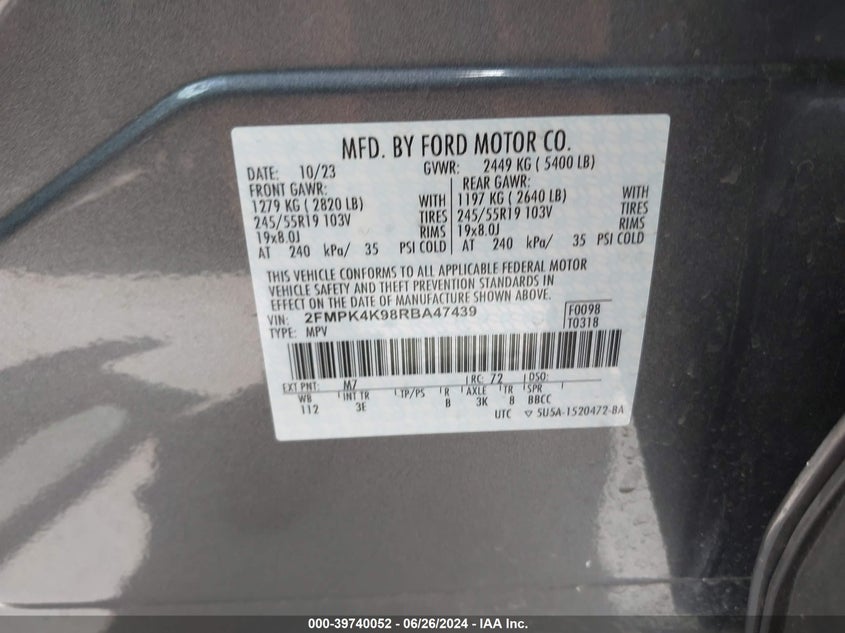 MFD. BY FORD MOTOR CO.
DATE: 10/23 GVWR: 2449 KG ( 5400 LB)
FRONT GAWR: REAR GAWR:
1279 KG ( 2820 LB) WITH 1197 KG ( 2640 LB) WITH
245/55R19 103V TIRES 245/55R19 103V TIRES
19x8.0J RIMS 19x8.0J RIMS
AT 240 kPa/ 35 PSI COLD AT 240 kPa/ 35 PSI COLD
THIS VEHICLE CONFORMS TO ALL APPLICABLE FEDERAL MOTOR
VEHICLE SAFETY AND THEFT PREVENTION STANDARDS IN
EFFECT ON THE DATE OF MANUFACTURE SHOWN ABOVE.
VIN: 2FMPK4K98RBA47439 F0098
TYPE: MPV T0318
EXT PNT: M7 RC: 72 DSO:
WB INT TR TP/PS R AXLE TR SPR
112 3E B 3K 8 BBCC
UTC 5U5A-1520472-BA
000-39740052 / 06/26/2024 - IAA Inc.